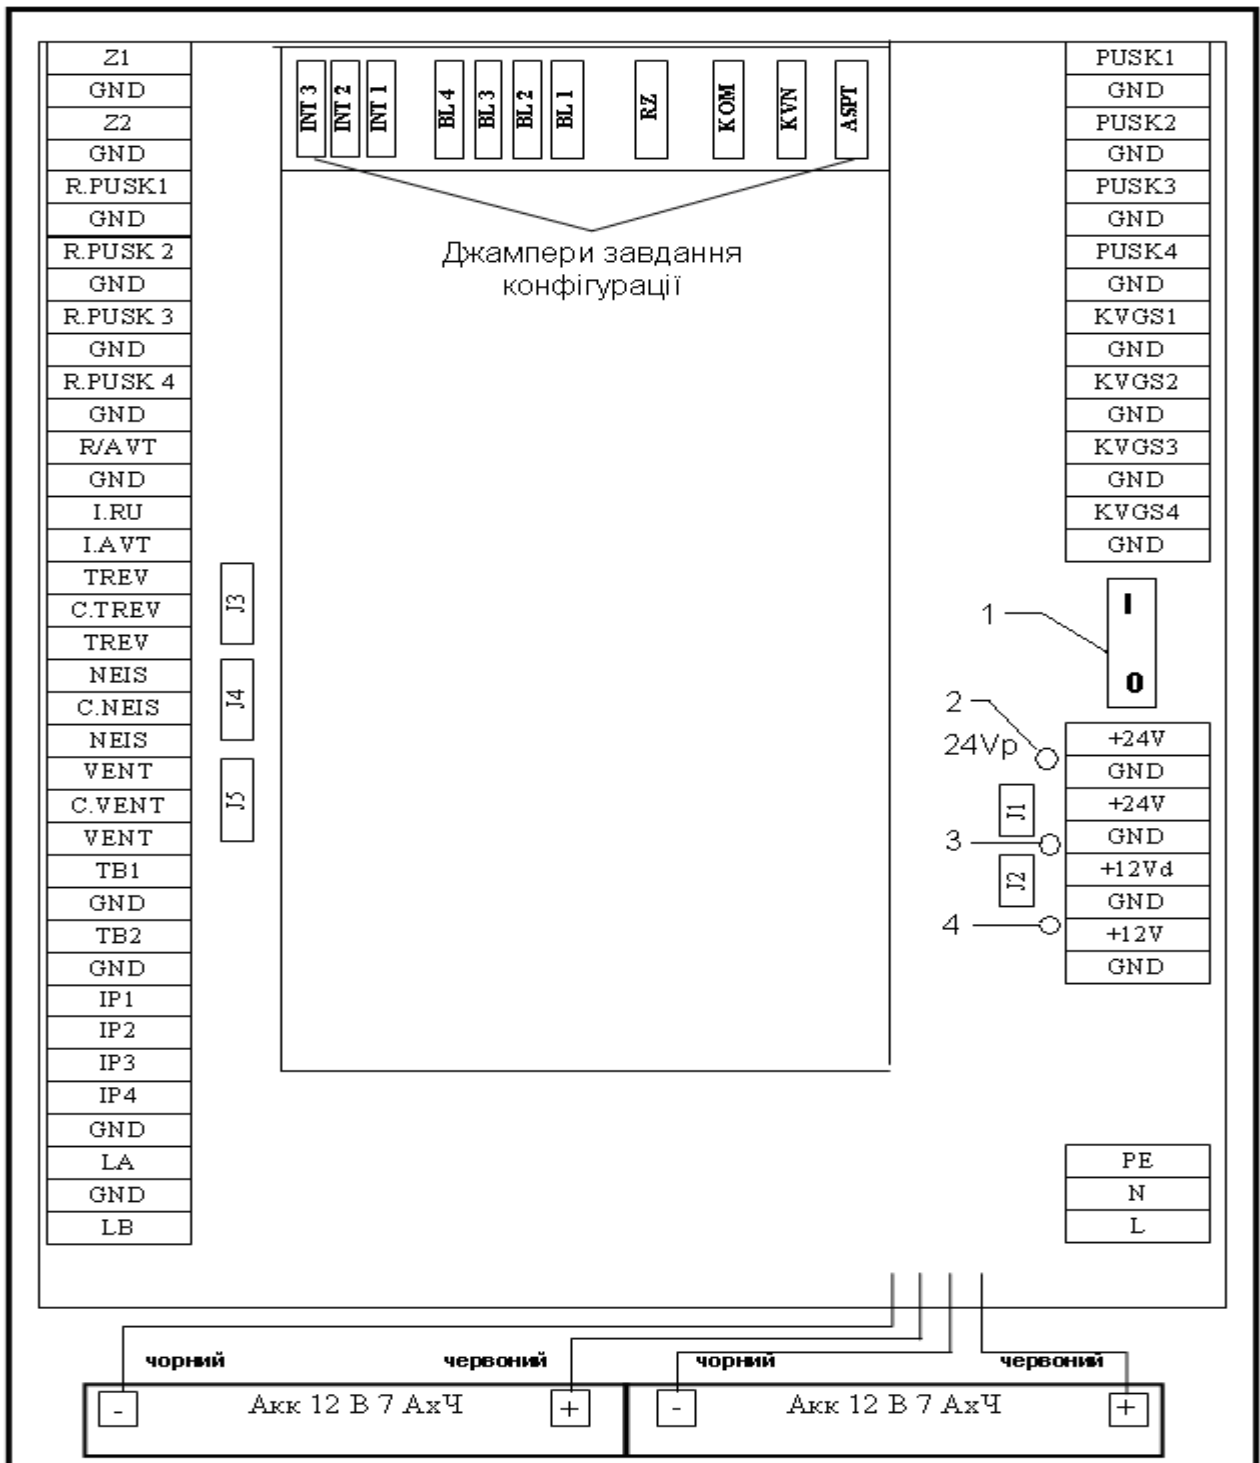 Z1
GND
Z2
GND
R.PUSK1
GND
R.PUSK 2
GND
R.PUSK 3
GND
R.PUSK 4
GND
R/AVT
GND
I.RU
I.AVT
TREV
C.TREV
TREV
NEIS
C.NEIS
NEIS
VENT
C.VENT
VENT
TB1
GND
TB2
GND
IP1
IP2
IP3
IP4
GND
LA
GND
LB
INT 3
INT 2
INT 1
BL 4
BL 3
BL 2
BL 1
RZ
KOM
KVN
ASPT
Джампери завдання
конфігурації
J3
J4
J5
PUSK1
GND
PUSK2
GND
PUSK3
GND
PUSK4
GND
KVGS1
GND
KVGS2
GND
KVGS3
GND
KVGS4
GND
1
I
0
2
24Vp
J1
3
J2
4
+24V
GND
+24V
GND
+12Vd
GND
+12V
GND
PE
N
L
чорний
червоний
чорний
червоний
- Акк 12 В 7 АхЧ +
- Акк 12 В 7 АхЧ +